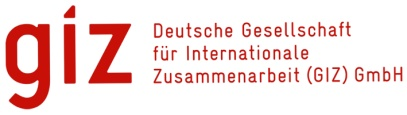 giz
Deutsche Gesellschaft
für Internationale
Zusammenarbeit (GIZ) GmbH